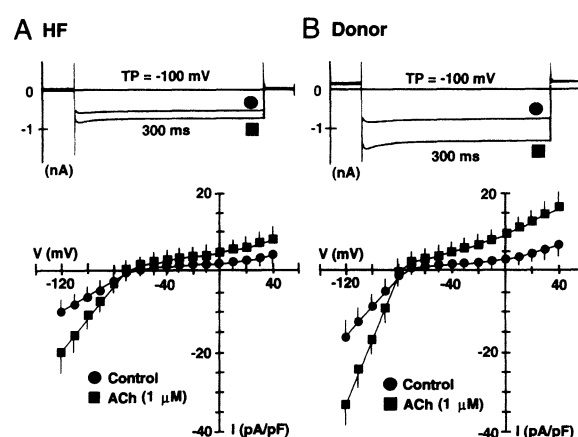 A HF
TP = -100 mV
0
-1
300 ms
(nA)
20
V (mV)
-120 -80 -40 40
-20
Control
ACh (1 μM)
-40 I (pA/pF)
B Donor
TP = -100 mV
0
-1
300 ms
(nA)
20
V (mV)
-120 -40 0 40
-20
Control
ACh (1 μM)
-40 I (pA/pF)